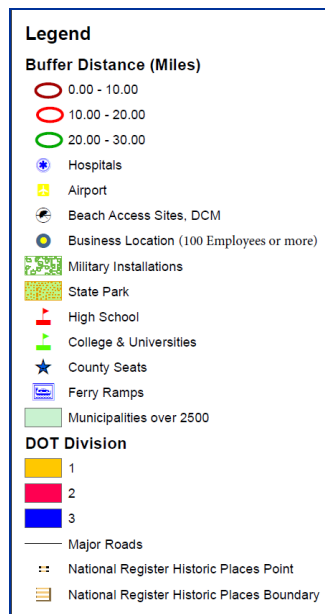 Legend
Buffer Distance (Miles)
0.00 - 10.00
10.00 - 20.00
20.00 - 30.00
Hospitals
Airport
Beach Access Sites, DCM
Business Location (100 Employees or more)
Military Installations
State Park
High School
College & Universities
County Seats
Ferry Ramps
Municipalities over 2500
DOT Division
1
2
3
Major Roads
National Register Historic Places Point
National Register Historic Places Boundary